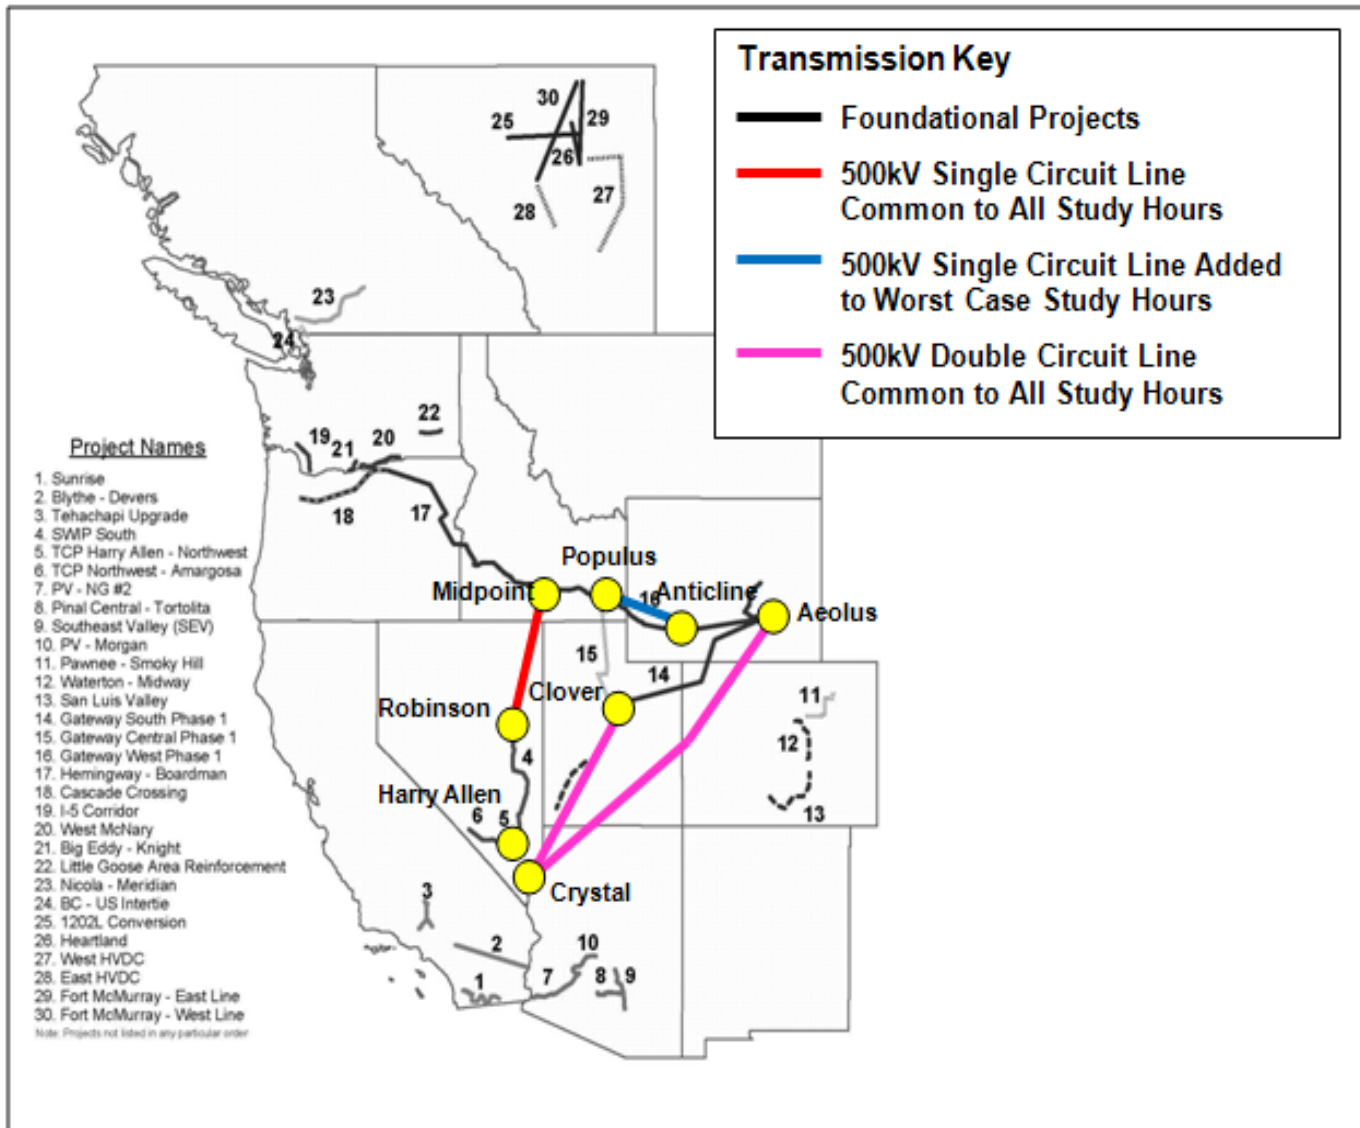 Transmission Key
Foundational Projects
500kV Single Circuit Line
Common to All Study Hours
500kV Single Circuit Line Added
to Worst Case Study Hours
500kV Double Circuit Line
Common to All Study Hours
30
25
29
26
27
28
23
24
22
19
20
21
18
17
Populus
Midpoint
16
Anticline
Aeolus
15
14
Clover
Robinson
11
4
12
Harry Allen
6
5
13
Crystal
3
2
10
1
7
8
9
Project Names
1. Sunrise
2. Blythe - Devers
3. Tehachapi Upgrade
4. SWIP South
5. TCP Harry Allen - Northwest
6. TCP Northwest - Amargosa
7. PV - NG #2
8. Pinal Central - Tortolita
9. Southeast Valley (SEV)
10. PV - Morgan
11. Pawnee - Smoky Hill
12. Waterton - Midway
13. San Luis Valley
14. Gateway South Phase 1
15. Gateway Central Phase 1
16. Gateway West Phase 1
17. Hemingway - Boardman
18. Cascade Crossing
19. I-5 Corridor
20. West McNary
21. Big Eddy - Knight
22. Little Goose Area Reinforcement
23. Nicola - Meridian
24. BC - US Intertie
25. 1202L Conversion
26. Heartland
27. West HVDC
28. East HVDC
29. Fort McMurray - East Line
30. Fort McMurray - West Line
Note: Projects not listed in any particular order